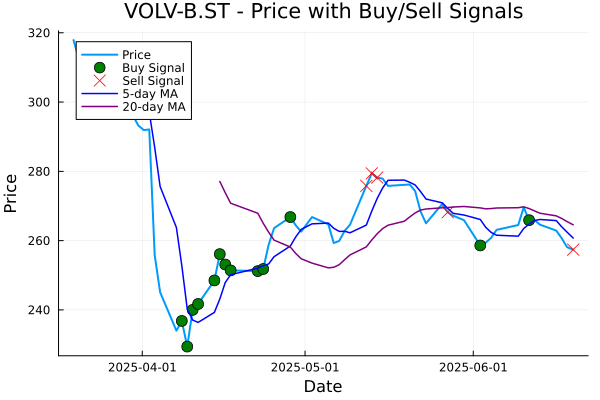 VOLV-B.ST - Price with Buy/Sell Signals
320
300
280
260
240
Price
Price
Buy Signal
Sell Signal
5-day MA
20-day MA
2025-04-01
2025-05-01
2025-06-01
Date